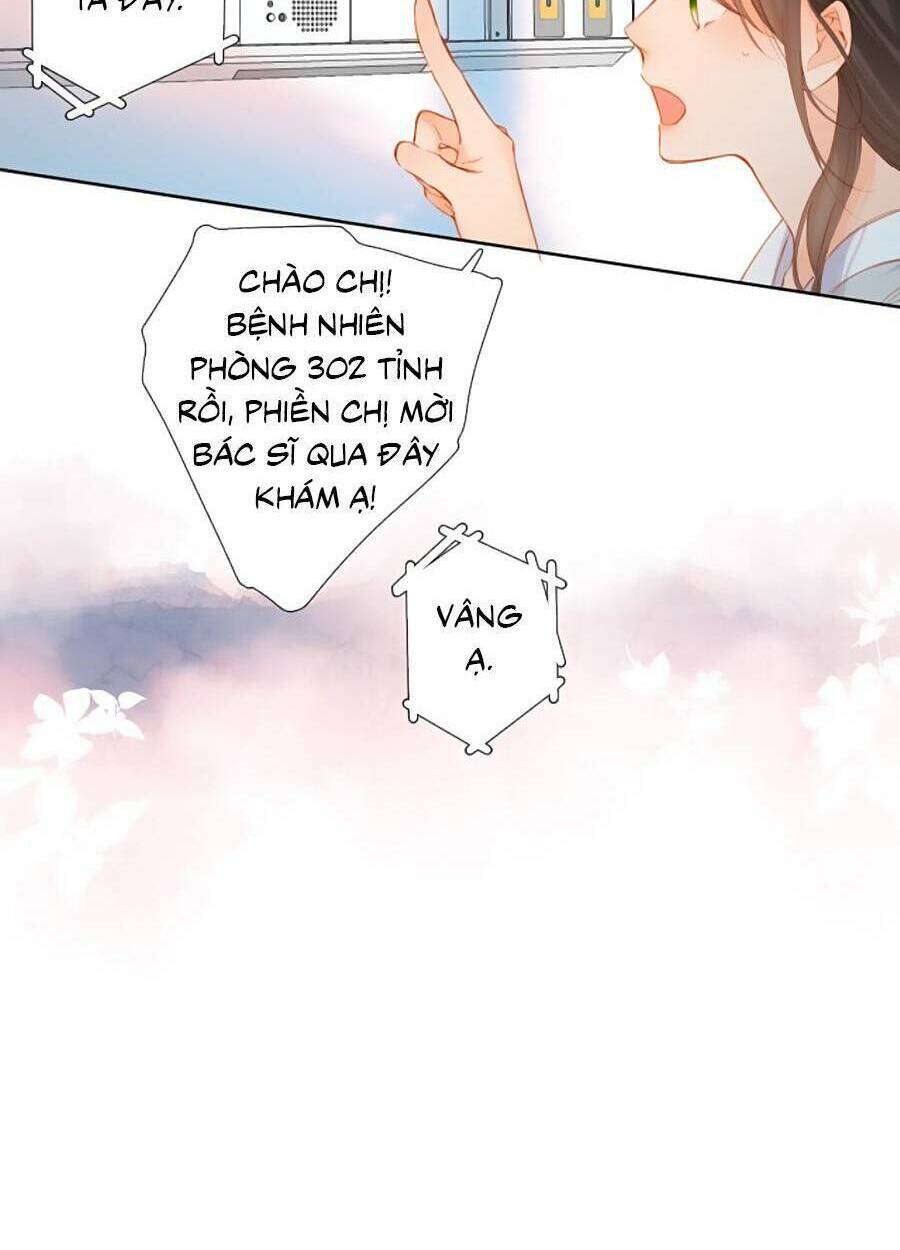 CHÀO CHỊ!
BỆNH NHIÊN
PHÒNG 302 TỈNH
RỒI, PHIỀN CHỊ MỜI
BÁC SĨ QUA ĐÂY
KHÁM Ạ!
VÂNG
Ạ.